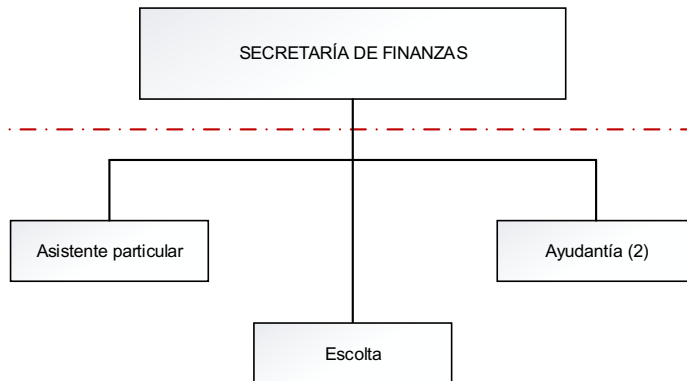 SECRETARÍA DE FINANZAS
Asistente particular
Ayudantía (2)
Escolta